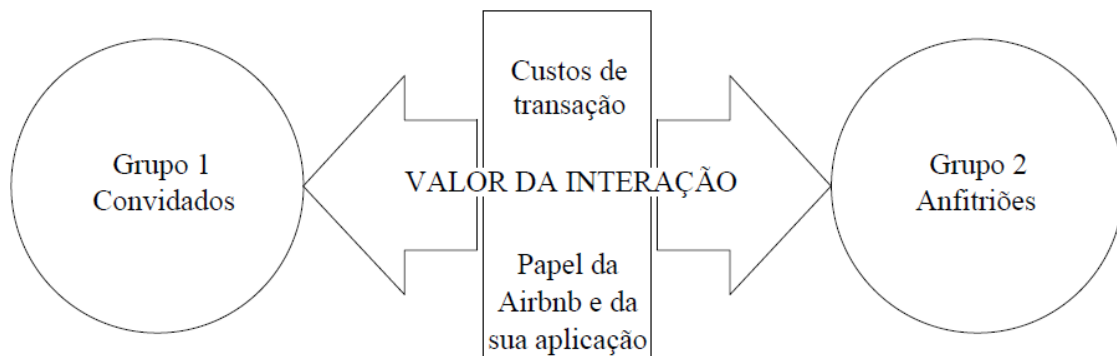 Grupo 1
Convidados
Custos de
transação
VALOR DA INTERAÇÃO
Papel da
Airbnb e da
sua aplicação
Grupo 2
Anfitriões